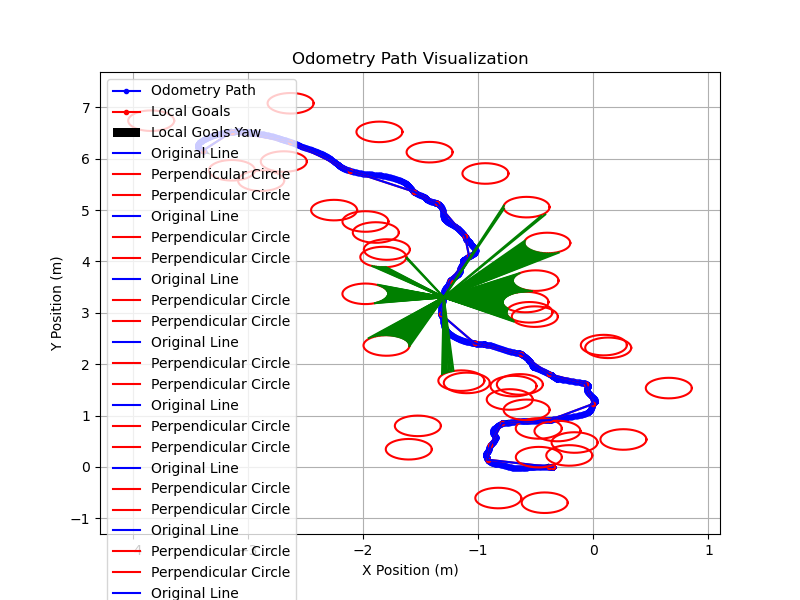 Odometry Path Visualization
Odometry Path
Local Goals
Local Goals Yaw
Original Line
Perpendicular Circle
Perpendicular Circle
Original Line
Perpendicular Circle
Perpendicular Circle
Original Line
Perpendicular Circle
Perpendicular Circle
Original Line
Perpendicular Circle
Perpendicular Circle
Original Line
Perpendicular Circle
Perpendicular Circle
Original Line
Perpendicular Circle
Perpendicular Circle
Original Line
Perpendicular Circle
Perpendicular Circle
Original Line
Y Position (m)
7
6
5
4
3
2
1
0
−1
−4
−3
−2
−1
0
1
X Position (m)